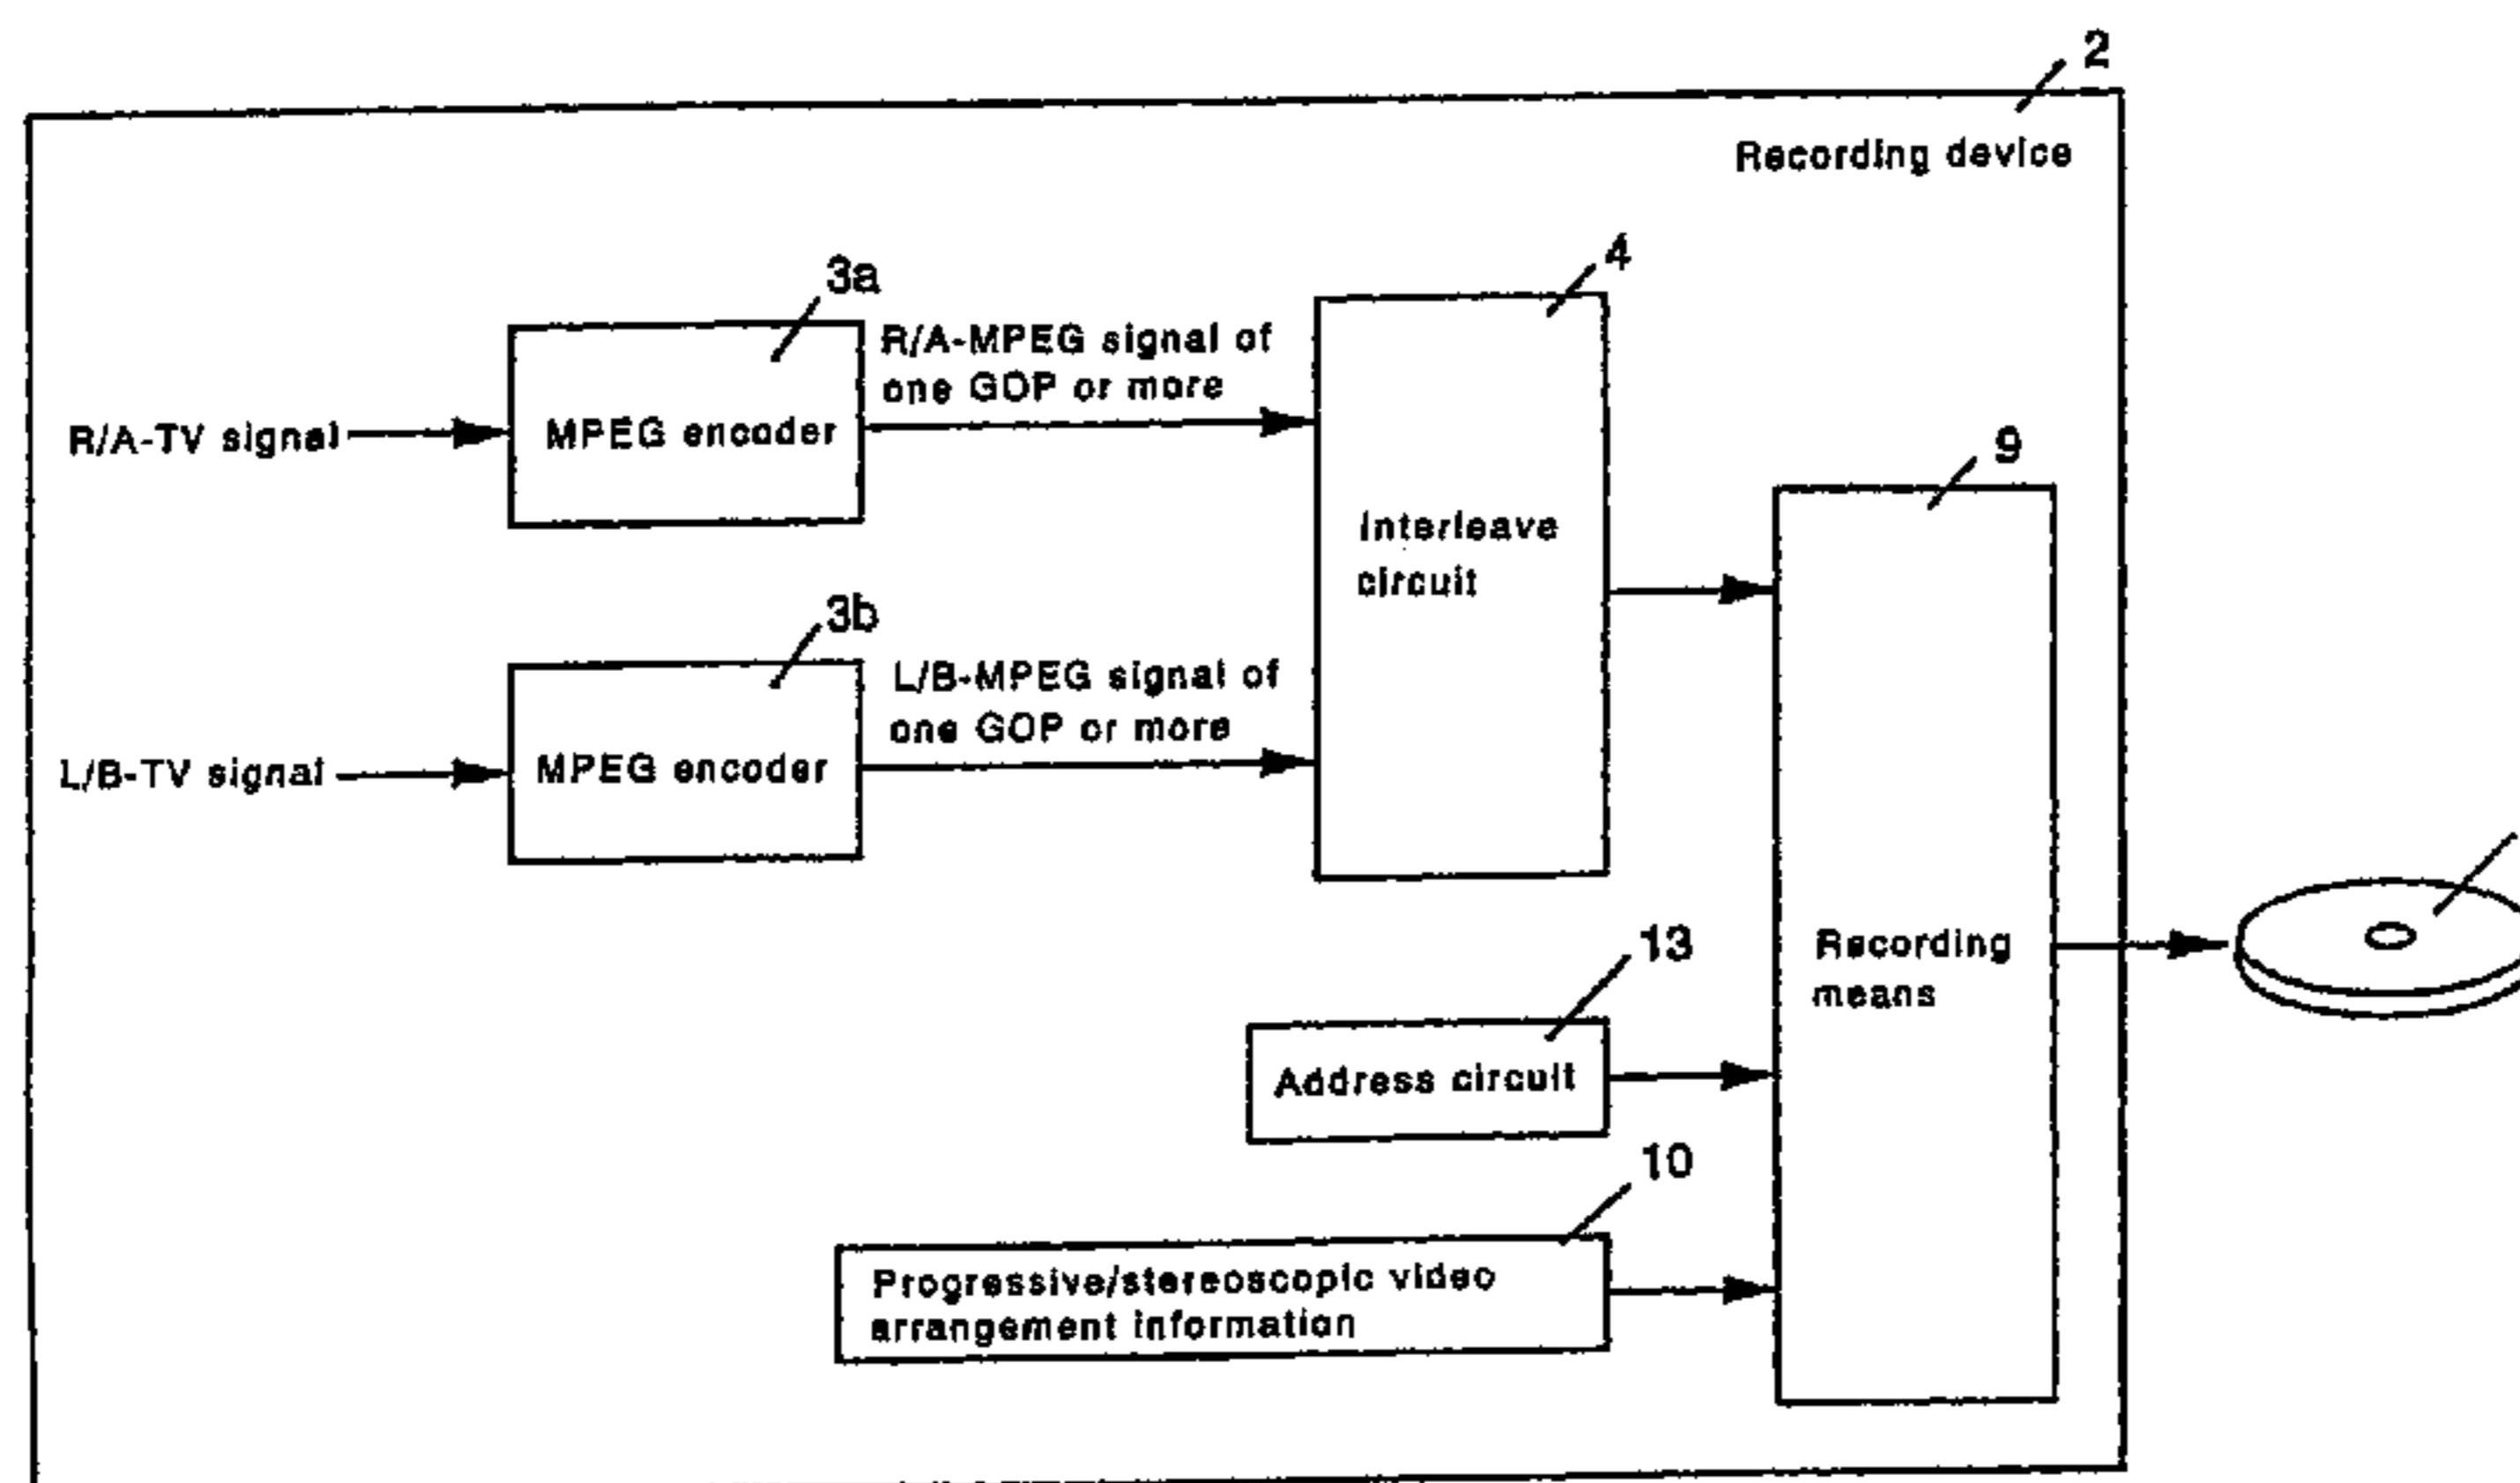 2
Recording device
3a
R/A-MPEG signal of
one GOP or more
4
R/A-TV signal
MPEG encoder
9
Interleave
circuit
3b
L/B-MPEG signal of
one GOP or more
L/B-TV signal
MPEG encoder
13
Recording
means
Address circuit
10
Progressive/stereoscopic video
arrangement information